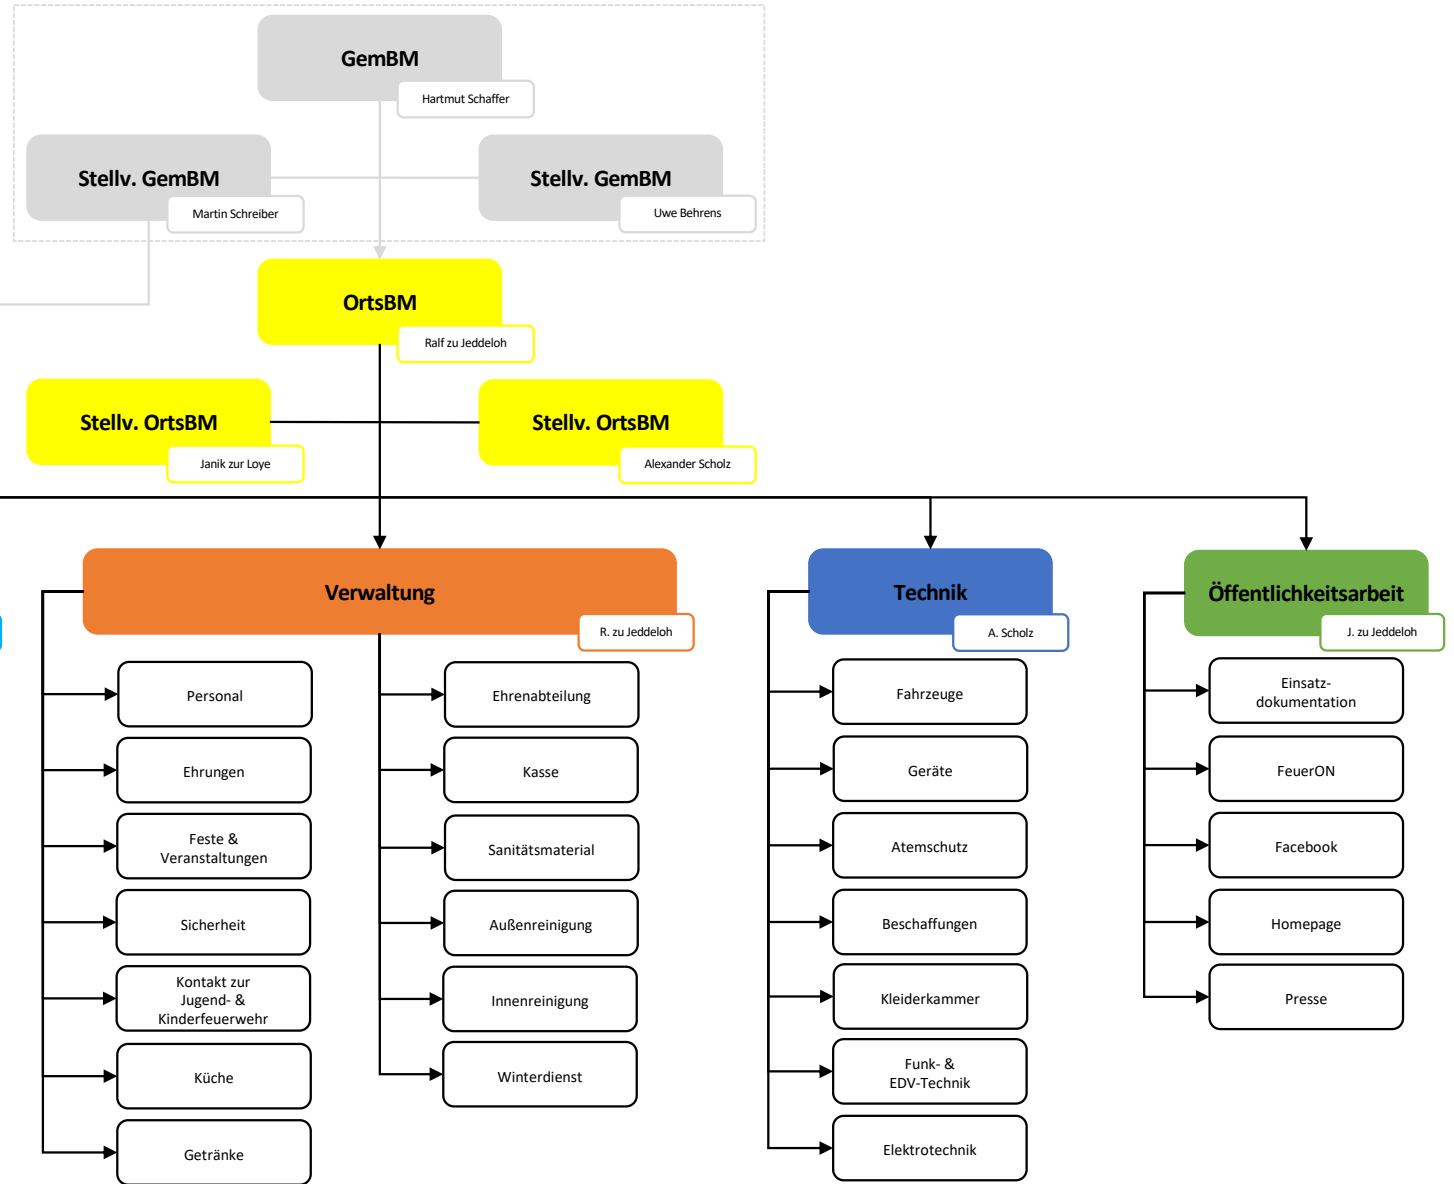 GemBM
Hartmut Schaffer
Stellv. GemBM
Martin Schreiber
Stellv. GemBM
Uwe Behrens
OrtsBM
Ralf zu Jeddeloh
Stellv. OrtsBM
Janik zur Loye
Stellv. OrtsBM
Alexander Scholz
Verwaltung
R. zu Jeddeloh
Personal
Ehrungen
Feste &
Veranstaltungen
Sicherheit
Kontakt zur
Jugend- &
Kinderfeuerwehr
Küche
Getränke
Ehrenabteilung
Kasse
Sanitätsmaterial
Außenreinigung
Innenreinigung
Winterdienst
Technik
A. Scholz
Fahrzeuge
Geräte
Atemschutz
Beschaffungen
Kleiderkammer
Funk- &
EDV-Technik
Elektrotechnik
Öffentlichkeitsarbeit
J. zu Jeddeloh
Einsatz-
dokumentation
FeuerON
Facebook
Homepage
Presse